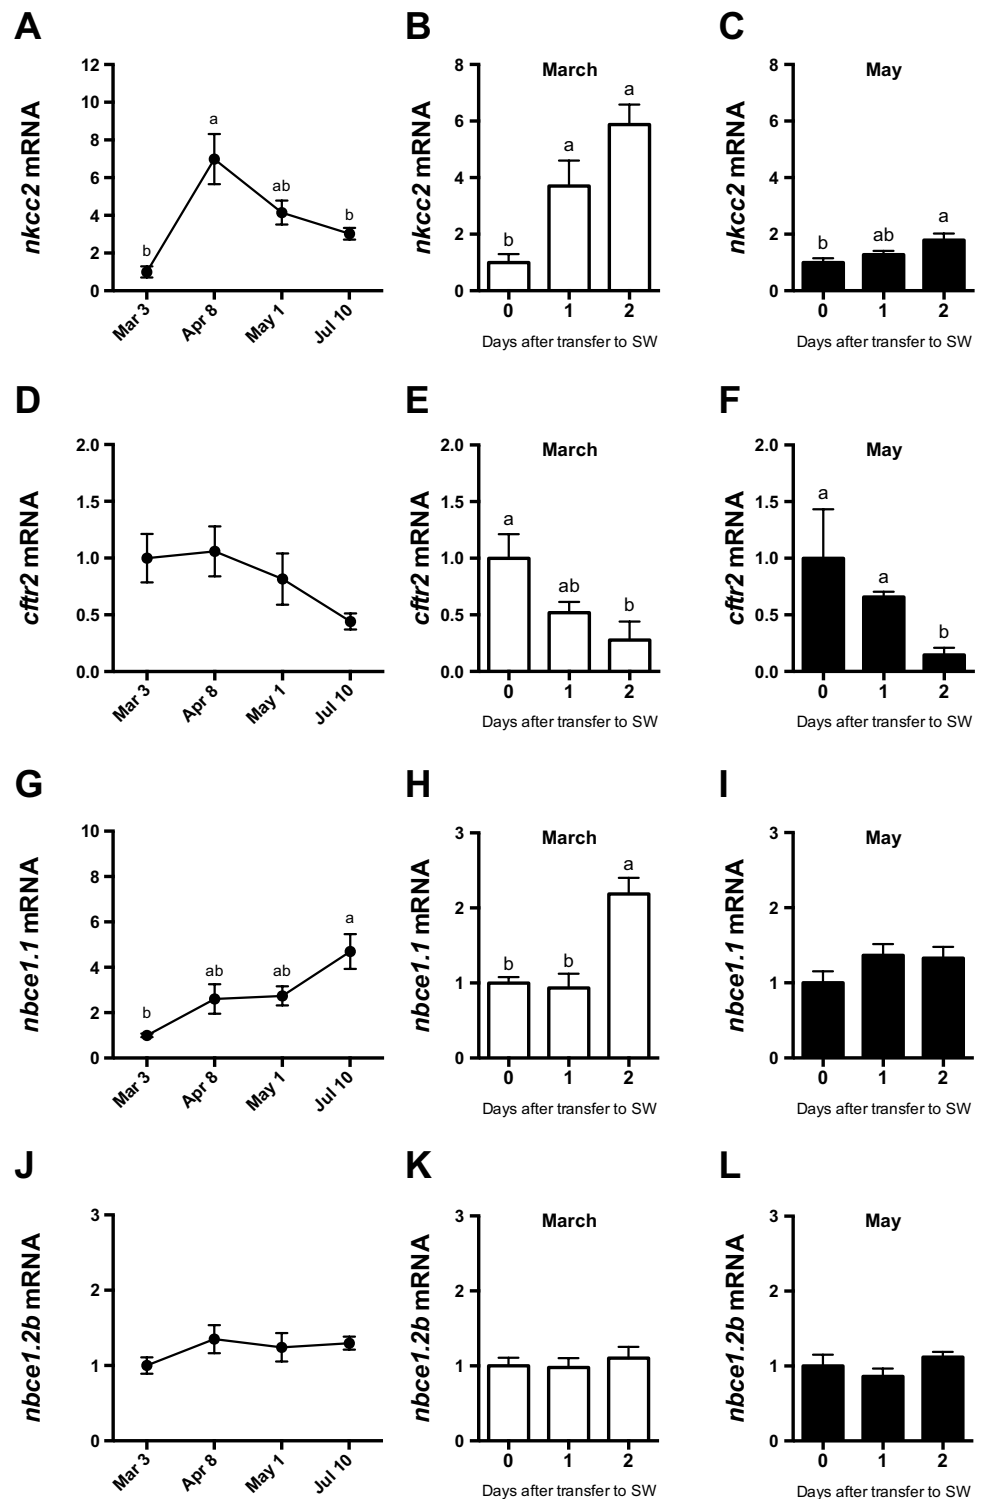 A
nkcc2 mRNA
12
10
8
6
4
2
0
b
a
ab
b
Mar 3
Apr 8
May 1
Jul 10
B
March
nkcc2 mRNA
8
6
4
2
0
b
a
a
0 1 2
Days after transfer to SW
C
May
nkcc2 mRNA
8
6
4
2
0
b
ab
a
0 1 2
Days after transfer to SW
D
cftr2 mRNA
2.0
1.5
1.0
0.5
0.0
Mar 3
Apr 8
May 1
Jul 10
E
March
cftr2 mRNA
2.0
1.5
1.0
0.5
0.0
a
ab
b
0 1 2
Days after transfer to SW
F
May
cftr2 mRNA
2.0
1.5
1.0
0.5
0.0
a
a
b
0 1 2
Days after transfer to SW
G
nbce1.1 mRNA
10
8
6
4
2
0
b
ab
ab
a
Mar 3
Apr 8
May 1
Jul 10
H
March
nbce1.1 mRNA
3
2
1
0
b
b
a
0 1 2
Days after transfer to SW
I
May
nbce1.1 mRNA
3
2
1
0
0 1 2
Days after transfer to SW
J
nbce1.2b mRNA
3
2
1
0
Mar 3
Apr 8
May 1
Jul 10
K
March
nbce1.2b mRNA
3
2
1
0
0 1 2
Days after transfer to SW
L
May
nbce1.2b mRNA
3
2
1
0
0 1 2
Days after transfer to SW